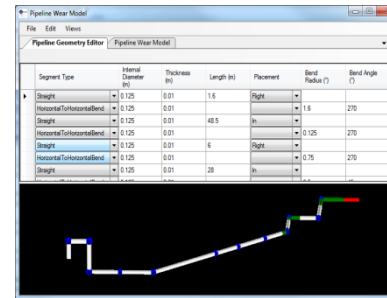 Pipeline Wear Model
File Edit Views
Pipeline Geometry Editor Pipeline Wear Model
Segment Type Internal Diameter (m) Thickness (m) Length (m) Placement Bend Radius (°) Bend Angle (°)
Straight 0.125 0.01 1.6 Right
HorizontalToHorizontalBend 0.125 0.01 1.6 270
Straight 0.125 0.01 48.5 In
HorizontalToHorizontalBend 0.125 0.01 0.125 270
Straight 0.125 0.01 6 Right
HorizontalToHorizontalBend 0.125 0.01 0.75 270
Straight 0.125 0.01 28 In